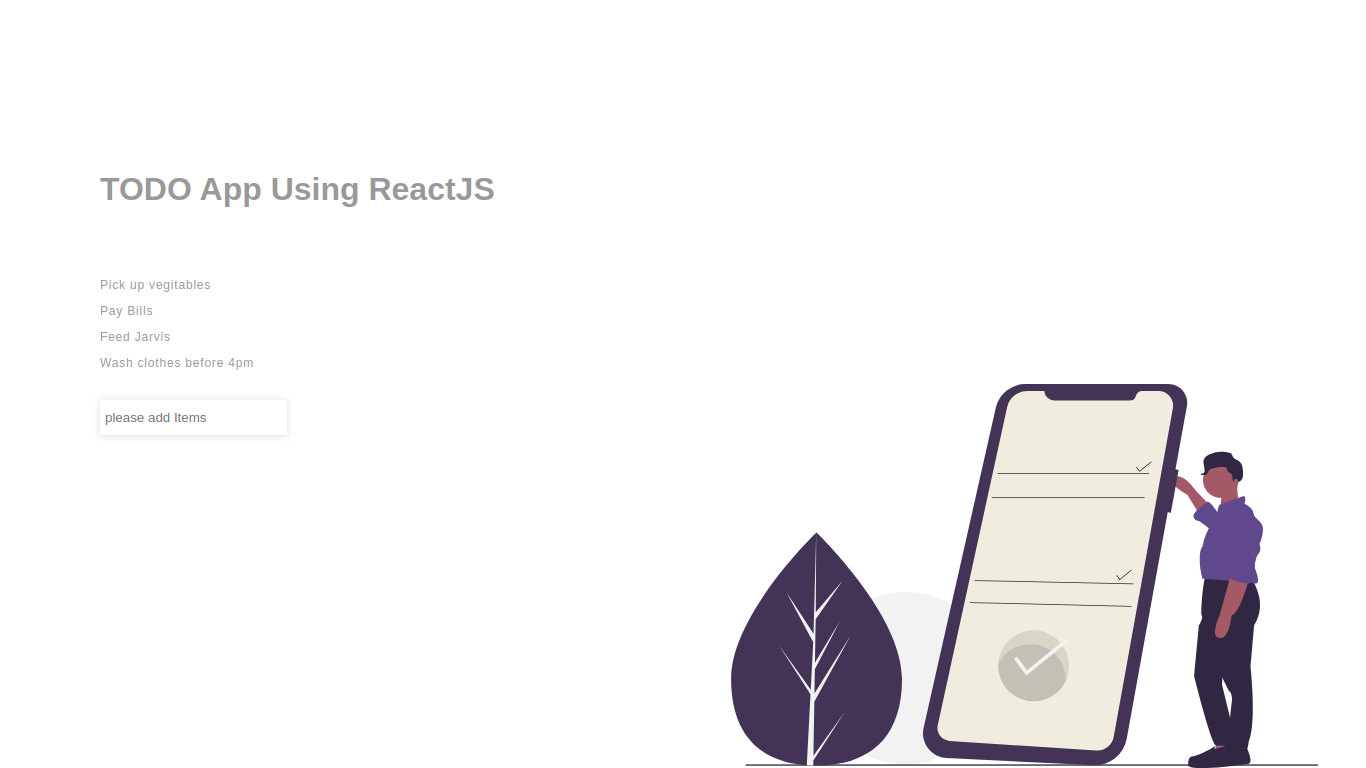 TODO App Using ReactJS
Pick up vegitables
Pay Bills
Feed Jarvis
Wash clothes before 4pm
please add Items